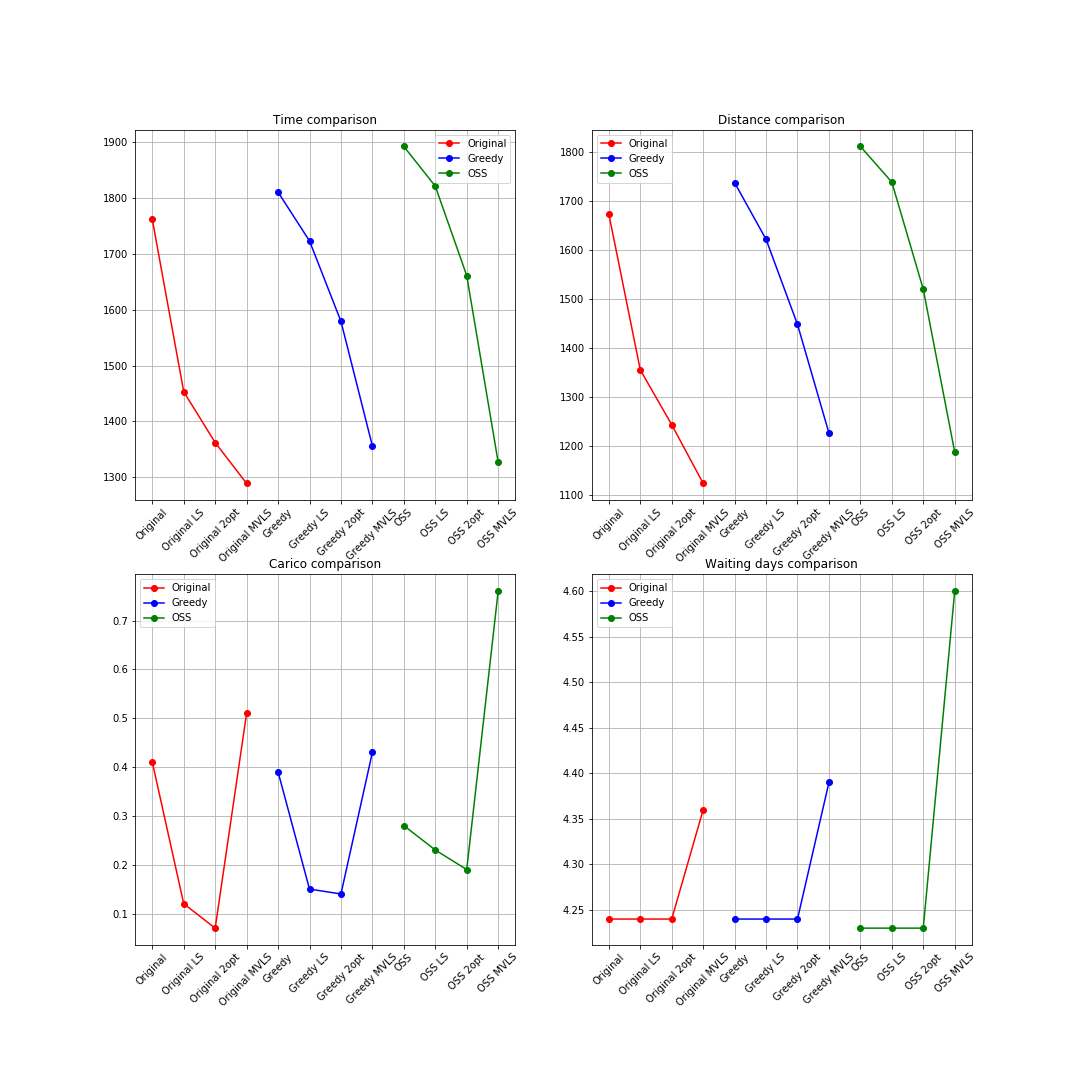 Time comparison
1900
1800
1700
1600
1500
1400
1300
Original
Greedy
OSS
Original
Original LS
Original 2opt
Original MVLS
Greedy
Greedy LS
Greedy 2opt
Greedy MVLS
OSS
OSS LS
OSS 2opt
OSS MVLS
Distance comparison
1800
1700
1600
1500
1400
1300
1200
1100
Original
Greedy
OSS
Original
Original LS
Original 2opt
Original MVLS
Greedy
Greedy LS
Greedy 2opt
Greedy MVLS
OSS
OSS LS
OSS 2opt
OSS MVLS
Carico comparison
0.7
0.6
0.5
0.4
0.3
0.2
0.1
Original
Greedy
OSS
Original
Original LS
Original 2opt
Original MVLS
Greedy
Greedy LS
Greedy 2opt
Greedy MVLS
OSS
OSS LS
OSS 2opt
OSS MVLS
Waiting days comparison
4.60
4.55
4.50
4.45
4.40
4.35
4.30
4.25
Original
Greedy
OSS
Original
Original LS
Original 2opt
Original MVLS
Greedy
Greedy LS
Greedy 2opt
Greedy MVLS
OSS
OSS LS
OSS 2opt
OSS MVLS